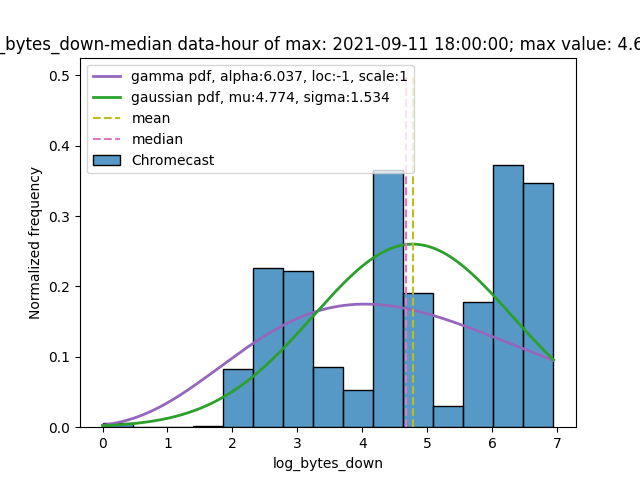 _bytes_down-median data-hour of max: 2021-09-11 18:00:00; max value: 4.6
gamma pdf, alpha:6.037, loc:-1, scale:1
gaussian pdf, mu:4.774, sigma:1.534
mean
median
Chromecast
Normalized frequency
0.5
0.4
0.3
0.2
0.1
0.0
0 1 2 3 4 5 6 7
log_bytes_down